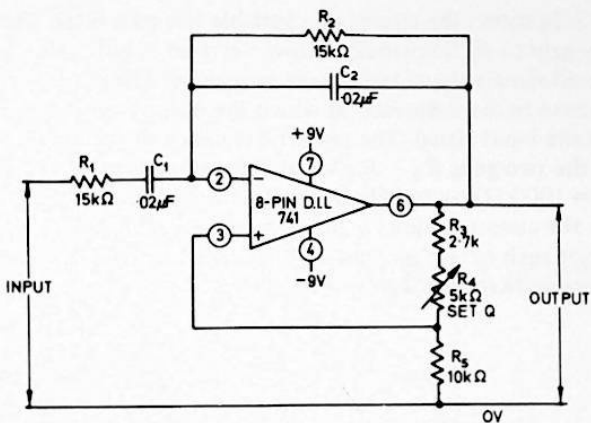 R2
15kΩ
C2
·02µF
+9V
R1
15kΩ
C1
·02µF
2
−
7
8-PIN D.I.L
741
6
3
+
4
−9V
R3
2·7k
R4
5kΩ
SET Q
R5
10kΩ
INPUT
OUTPUT
0V